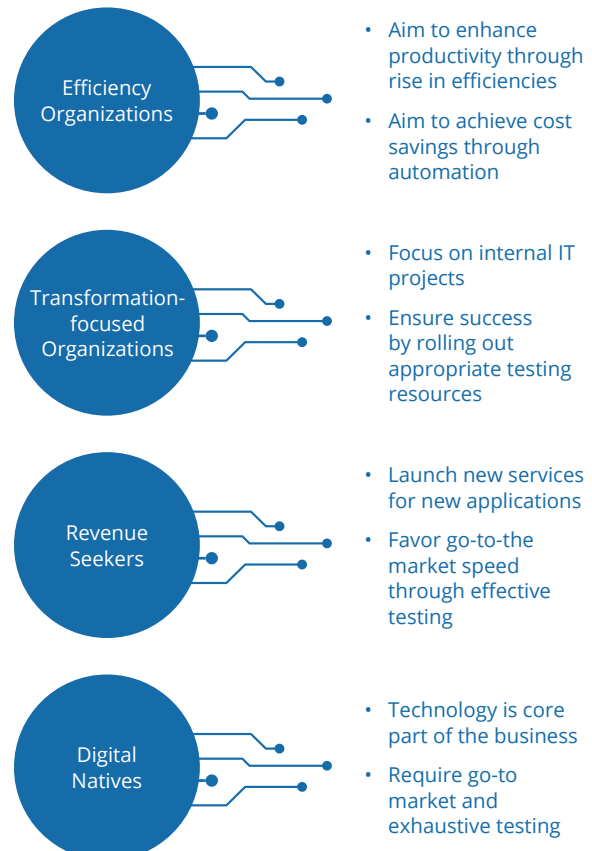 Efficiency
Organizations
• Aim to enhance
productivity through
rise in efficiencies
• Aim to achieve cost
savings through
automation
Transformation-
focused
Organizations
• Focus on internal IT
projects
• Ensure success
by rolling out
appropriate testing
resources
Revenue
Seekers
• Launch new services
for new applications
• Favor go-to-the
market speed
through effective
testing
Digital
Natives
• Technology is core
part of the business
• Require go-to
market and
exhaustive testing